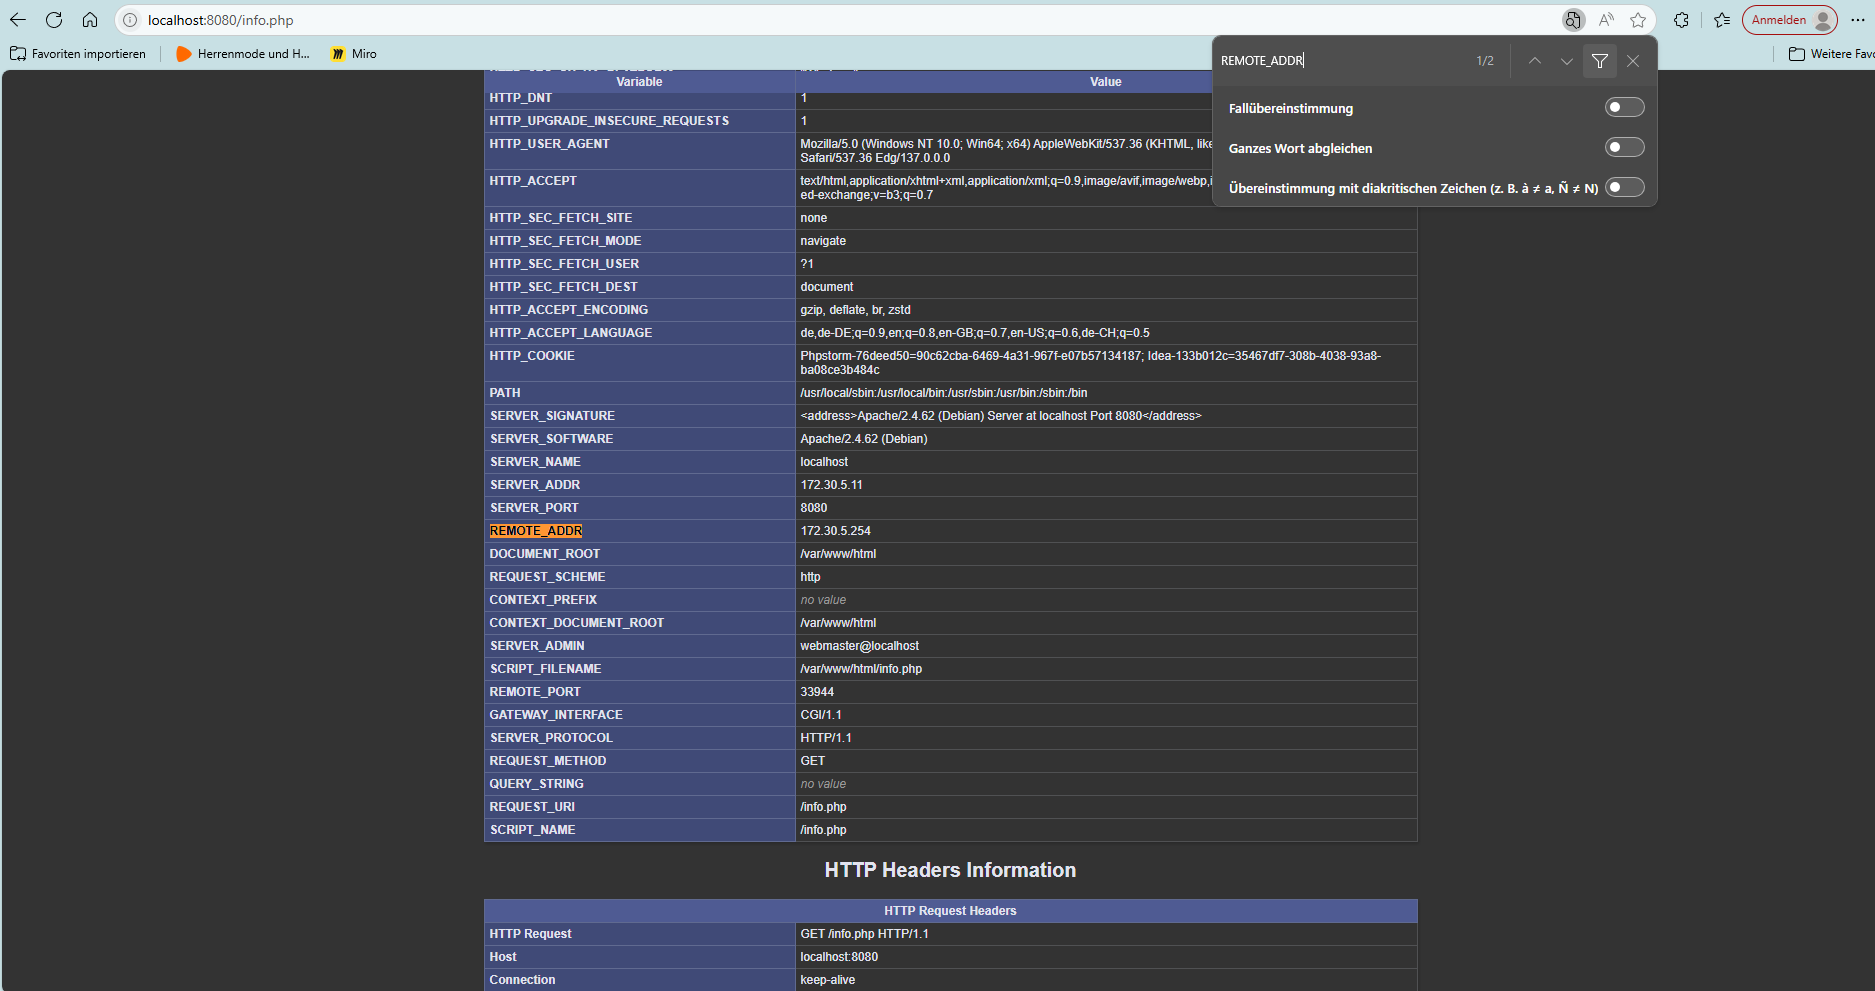 localhost:8080/info.php
Anmelden
Favoriten importieren
Herrenmode und H...
Miro
Weitere Favo
REMOTE_ADDR
1/2
Fallübereinstimmung
Ganzes Wort abgleichen
Übereinstimmung mit diakritischen Zeichen (z. B. à ≠ a, Ñ ≠ N)
Variable Value
HTTP_DNT 1
HTTP_UPGRADE_INSECURE_REQUESTS 1
HTTP_USER_AGENT Mozilla/5.0 (Windows NT 10.0; Win64; x64) AppleWebKit/537.36 (KHTML, like
Safari/537.36 Edg/137.0.0.0
HTTP_ACCEPT text/html,application/xhtml+xml,application/xml;q=0.9,image/avif,image/webp,i
ed-exchange;v=b3;q=0.7
HTTP_SEC_FETCH_SITE none
HTTP_SEC_FETCH_MODE navigate
HTTP_SEC_FETCH_USER ?1
HTTP_SEC_FETCH_DEST document
HTTP_ACCEPT_ENCODING gzip, deflate, br, zstd
HTTP_ACCEPT_LANGUAGE de,de-DE;q=0.9,en;q=0.8,en-GB;q=0.7,en-US;q=0.6,de-CH;q=0.5
HTTP_COOKIE Phpstorm-76deed50=90c62cba-6469-4a31-967f-e07b57134187; Idea-133b012c=35467df7-308b-4038-93a8-
ba08ce3b484c
PATH /usr/local/sbin:/usr/local/bin:/usr/sbin:/usr/bin:/sbin:/bin
SERVER_SIGNATURE <address>Apache/2.4.62 (Debian) Server at localhost Port 8080</address>
SERVER_SOFTWARE Apache/2.4.62 (Debian)
SERVER_NAME localhost
SERVER_ADDR 172.30.5.11
SERVER_PORT 8080
REMOTE_ADDR 172.30.5.254
DOCUMENT_ROOT /var/www/html
REQUEST_SCHEME http
CONTEXT_PREFIX no value
CONTEXT_DOCUMENT_ROOT /var/www/html
SERVER_ADMIN webmaster@localhost
SCRIPT_FILENAME /var/www/html/info.php
REMOTE_PORT 33944
GATEWAY_INTERFACE CGI/1.1
SERVER_PROTOCOL HTTP/1.1
REQUEST_METHOD GET
QUERY_STRING no value
REQUEST_URI /info.php
SCRIPT_NAME /info.php
HTTP Headers Information
HTTP Request Headers
HTTP Request GET /info.php HTTP/1.1
Host localhost:8080
Connection keep-alive